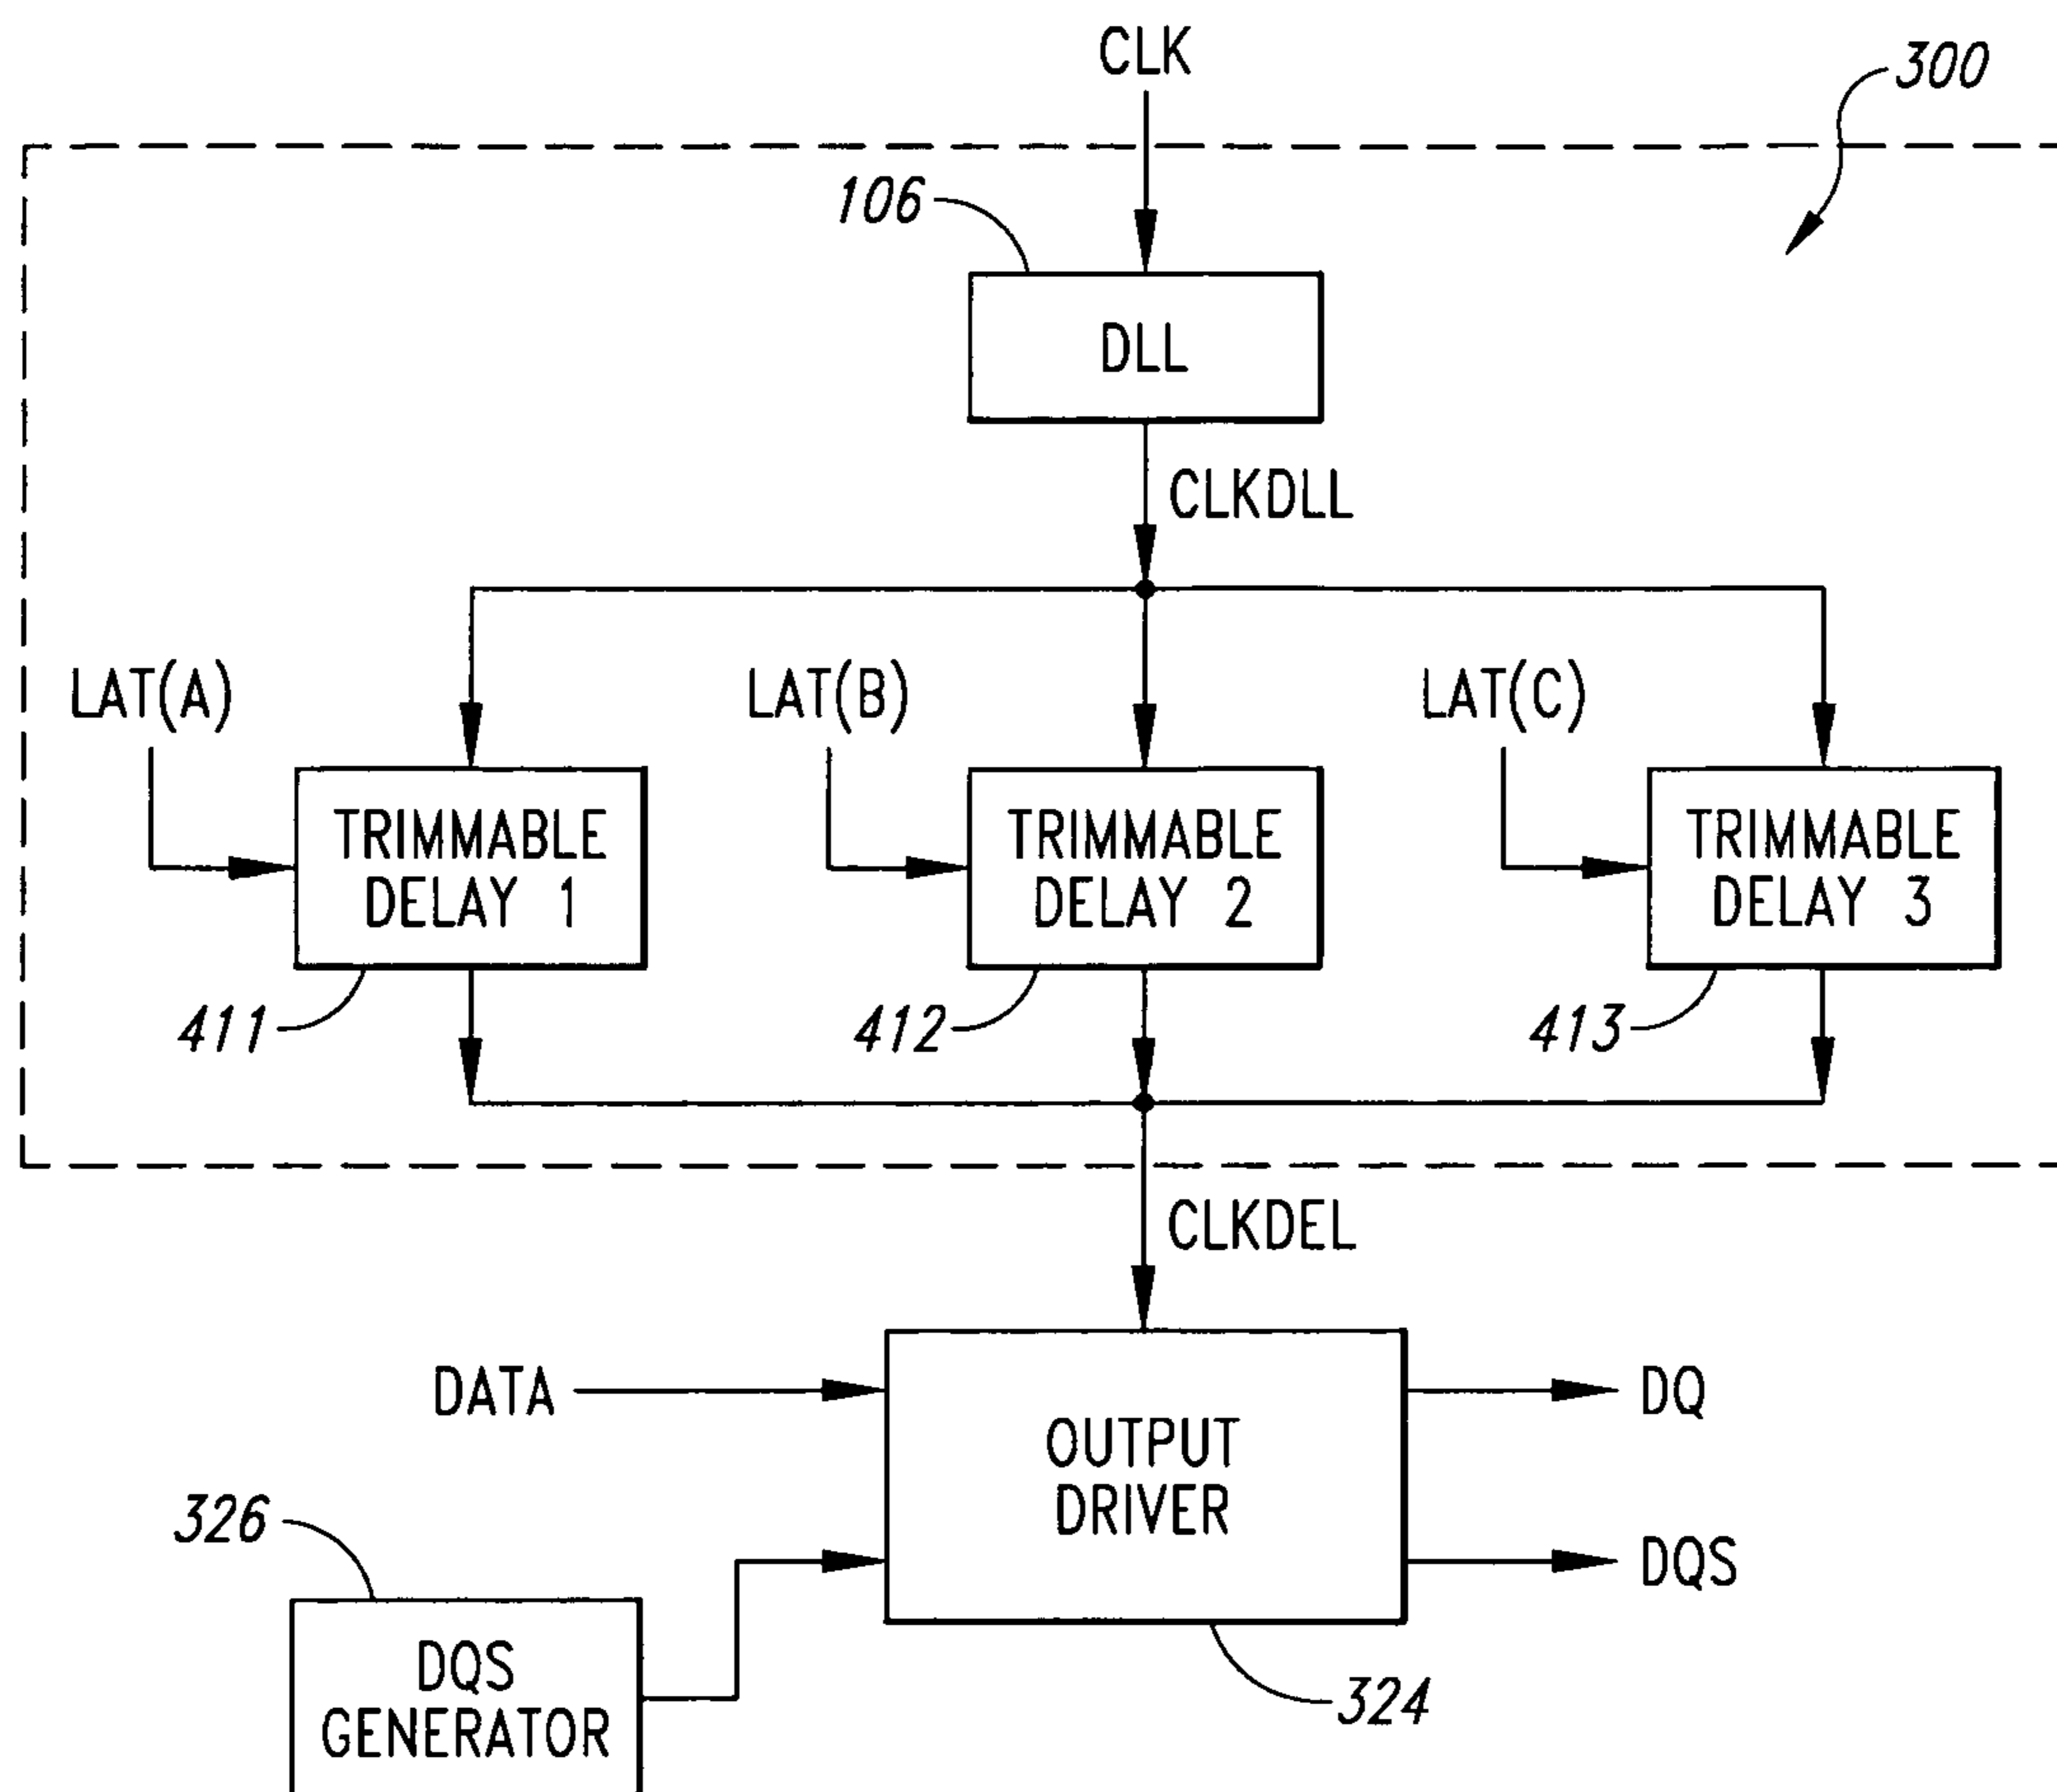 CLK
300
106
DLL
CLKDLL
LAT(A)
LAT(B)
LAT(C)
TRIMMABLE
DELAY 1
TRIMMABLE
DELAY 2
TRIMMABLE
DELAY 3
411
412
413
CLKDEL
DATA
OUTPUT
DRIVER
DQ
DQS
326
DQS
GENERATOR
324